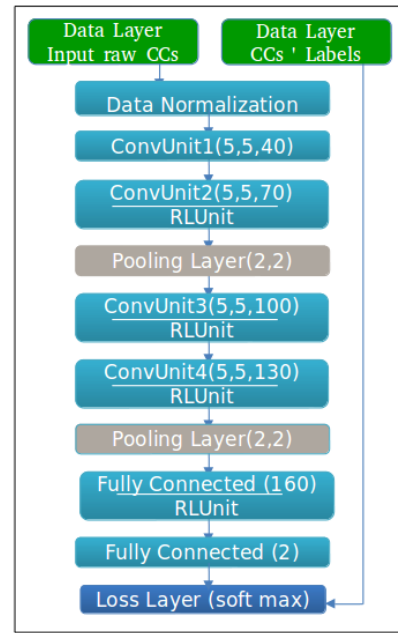 Data Layer
Input raw CCs
Data Layer
CCs ' Labels
Data Normalization
ConvUnit1(5,5,40)
ConvUnit2(5,5,70)
RLUnit
Pooling Layer(2,2)
ConvUnit3(5,5,100)
RLUnit
ConvUnit4(5,5,130)
RLUnit
Pooling Layer(2,2)
Fully Connected (160)
RLUnit
Fully Connected (2)
Loss Layer (soft max)